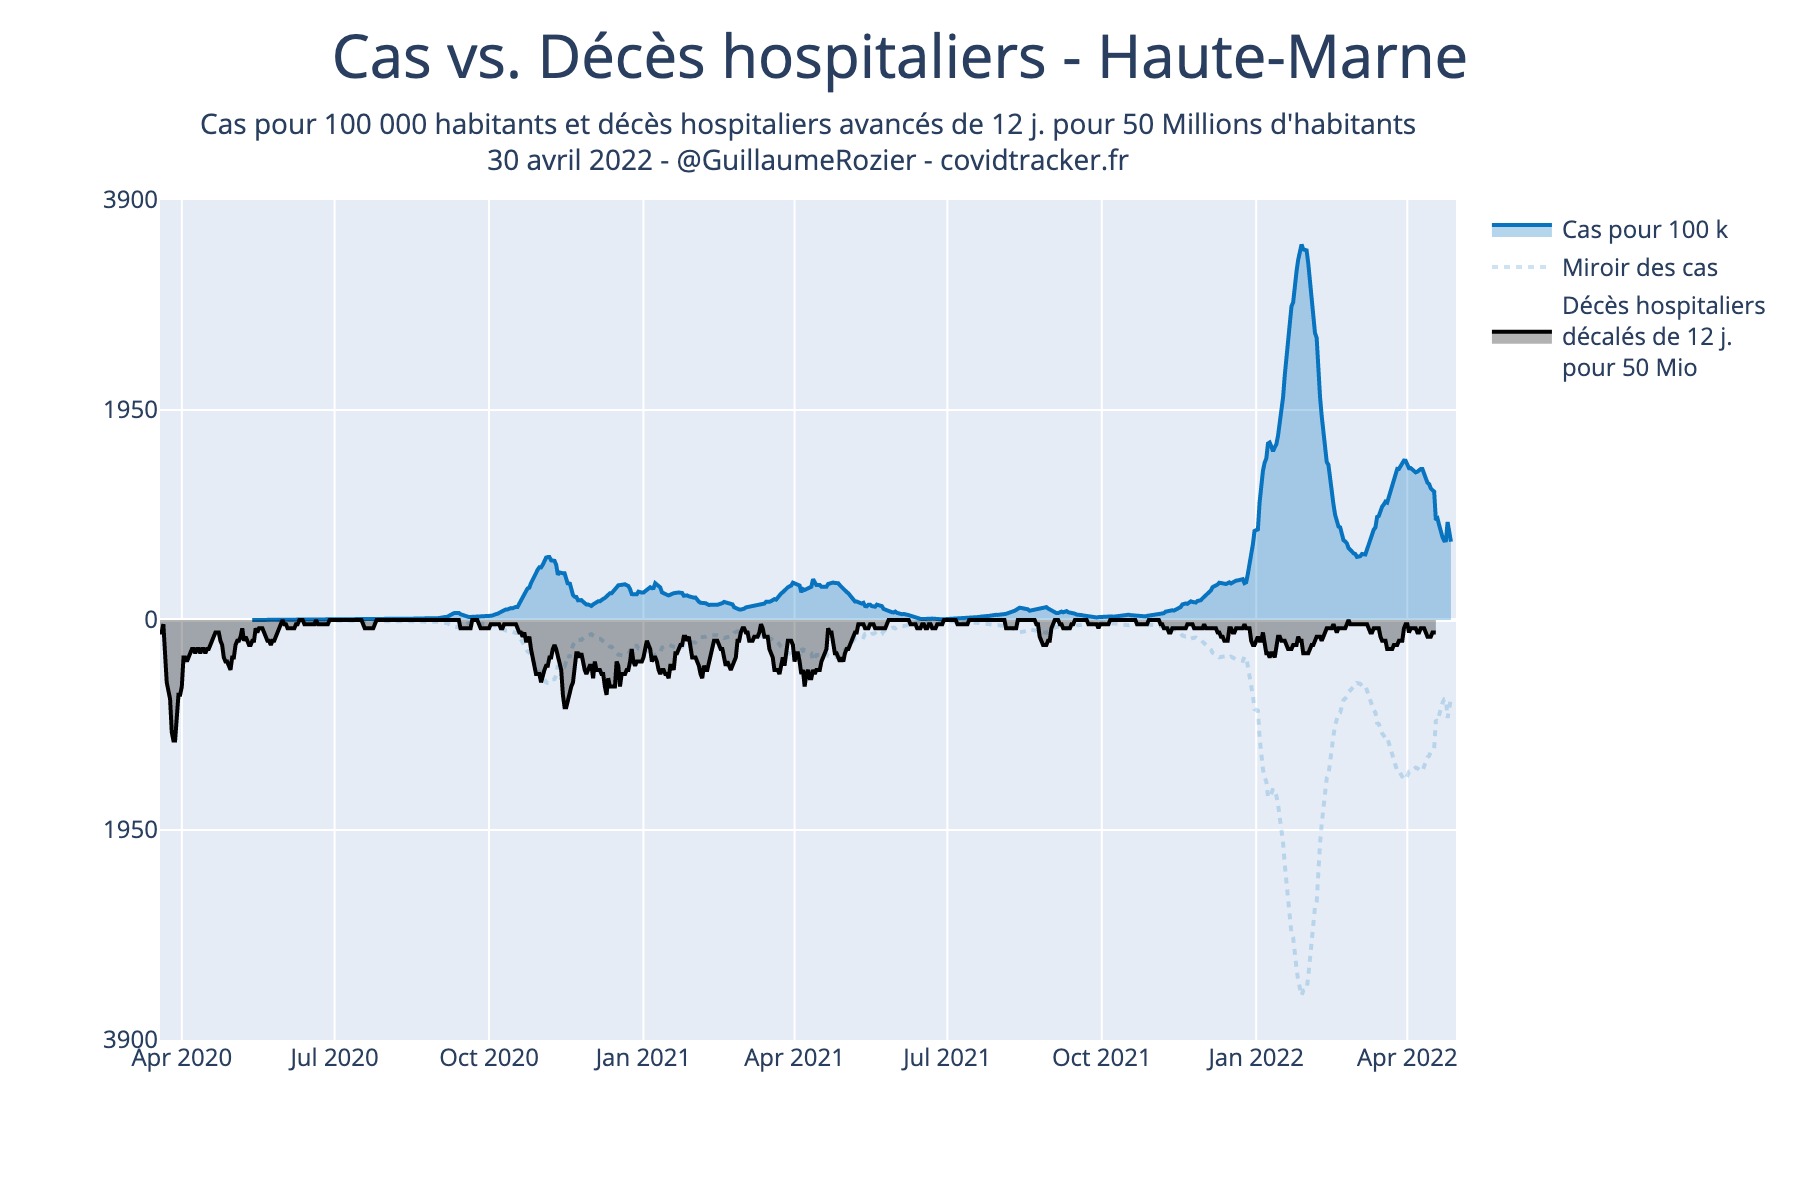 Cas vs. Décès hospitaliers - Haute-Marne
Cas pour 100 000 habitants et décès hospitaliers avancés de 12 j. pour 50 Millions d'habitants
30 avril 2022 - @GuillaumeRozier - covidtracker.fr
3900
1950
0
1950
3900
Apr 2020
Jul 2020
Oct 2020
Jan 2021
Apr 2021
Jul 2021
Oct 2021
Jan 2022
Apr 2022
Cas pour 100 k
Miroir des cas
Décès hospitaliers
décalés de 12 j.
pour 50 Mio